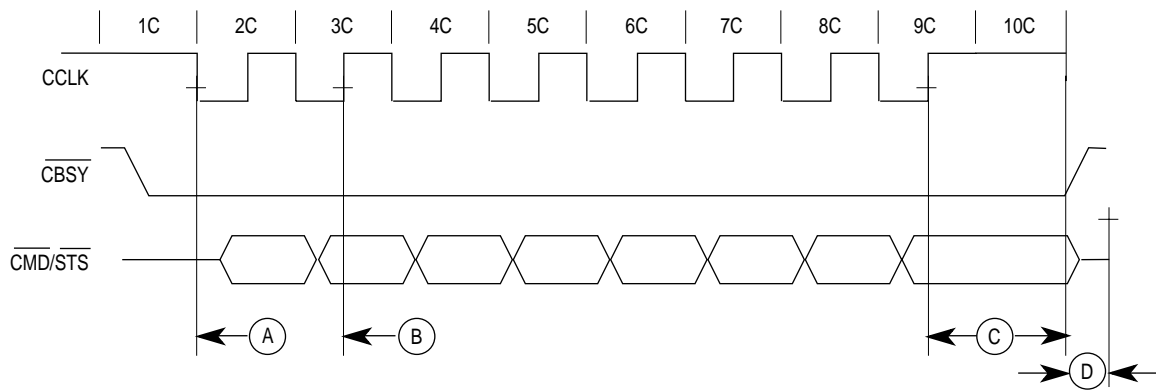 1C 2C 3C 4C 5C 6C 7C 8C 9C 10C
CCLK
CBSY
CMD/STS
A B C
D